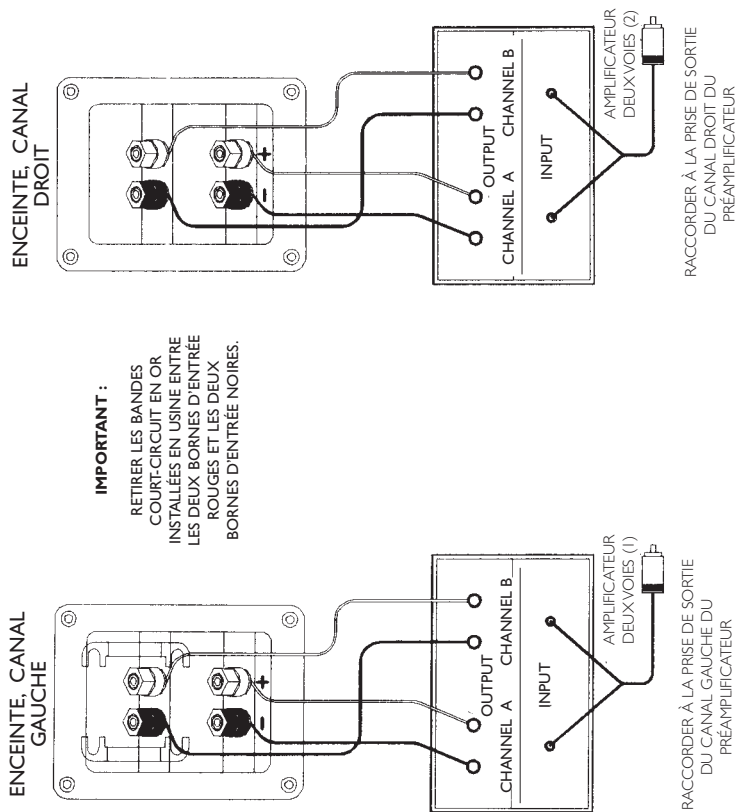 ENCEINTE, CANAL
GAUCHE
+
-
OUTPUT
CHANNEL A
CHANNEL B
INPUT
AMPLIFICATEUR
DEUX VOIES (1)
RACCORDER À LA PRISE DE SORTIE
DU CANAL GAUCHE DU
PRÉAMPLIFICATEUR
IMPORTANT :
RETIRER LES BANDES
COURT-CIRCUIT EN OR
INSTALLÉES EN USINE ENTRE
LES DEUX BORNES D'ENTRÉE
ROUGES ET LES DEUX
BORNES D'ENTRÉE NOIRES.
ENCEINTE, CANAL
DROIT
+
-
OUTPUT
CHANNEL A
CHANNEL B
INPUT
AMPLIFICATEUR
DEUX VOIES (2)
RACCORDER À LA PRISE DE SORTIE
DU CANAL DROIT DU
PRÉAMPLIFICATEUR